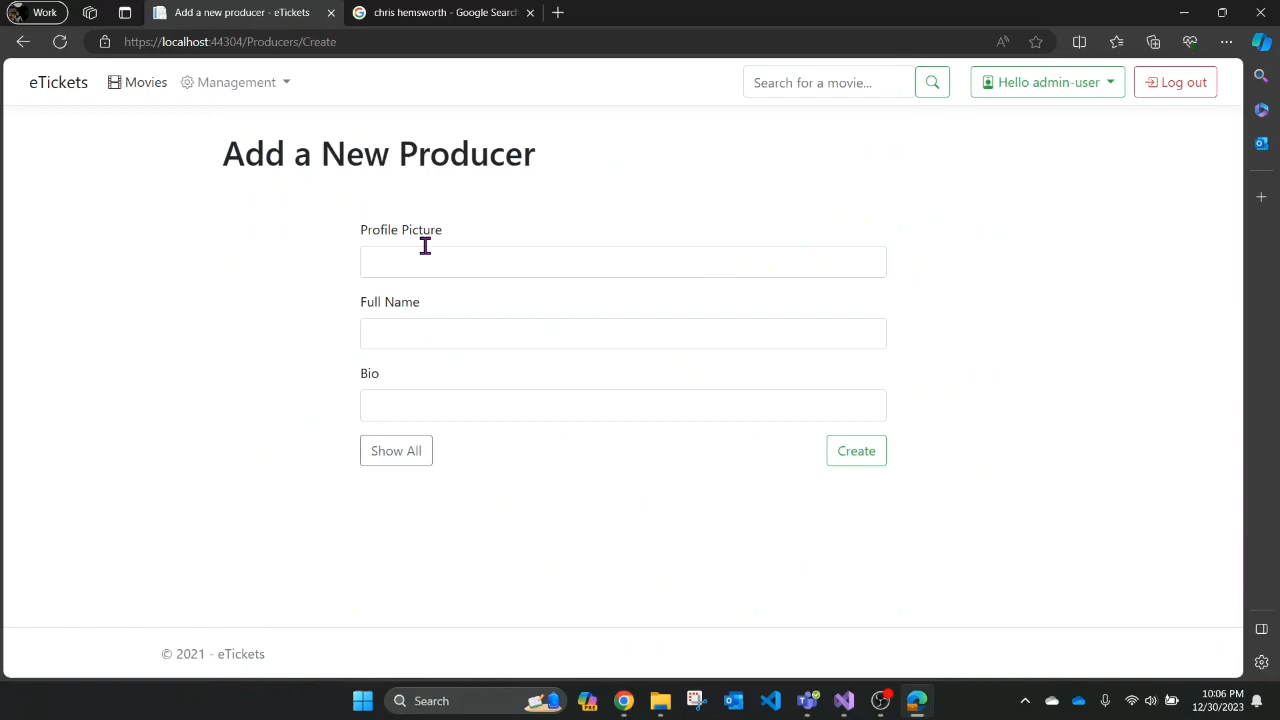 Work
Add a new producer - eTickets
chris hemsworth - Google Search
https://localhost:44304/Producers/Create
eTickets
Movies
Management
Search for a movie...
Hello admin-user
Log out
Add a New Producer
Profile Picture
Full Name
Bio
Show All
Create
© 2021 - eTickets
Search
10:06 PM
12/30/2023